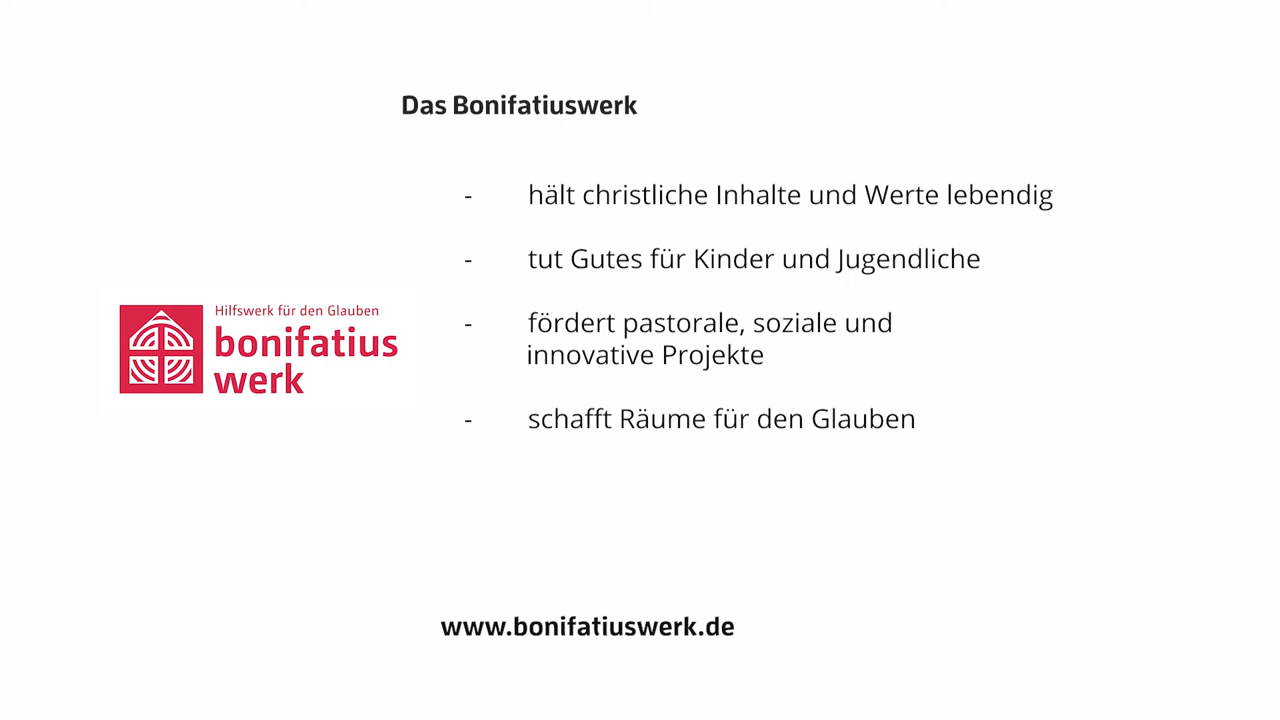 Das Bonifatiuswerk
- hält christliche Inhalte und Werte lebendig
- tut Gutes für Kinder und Jugendliche
- fördert pastorale, soziale und
innovative Projekte
- schafft Räume für den Glauben
Hilfswerk für den Glauben
bonifatius
werk
www.bonifatiuswerk.de